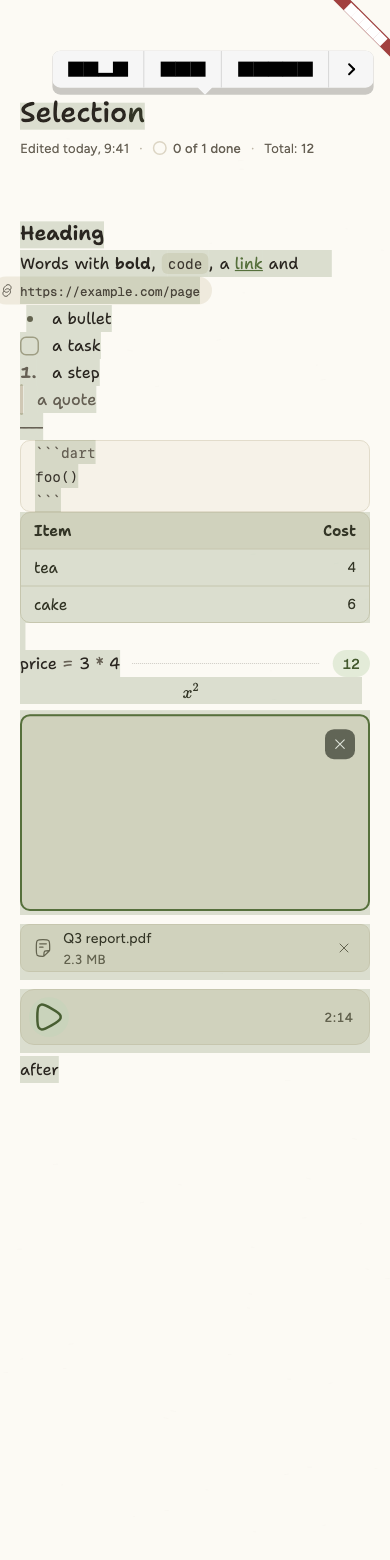 Selection
Edited today, 9:41 · 0 of 1 done · Total: 12
Heading
Words with bold, code, a link and
https://example.com/page
• a bullet
a task
1. a step
a quote
```dart
foo()
```
Item Cost
tea 4
cake 6
price = 3 * 4 12
x²
Q3 report.pdf
2.3 MB
2:14
after